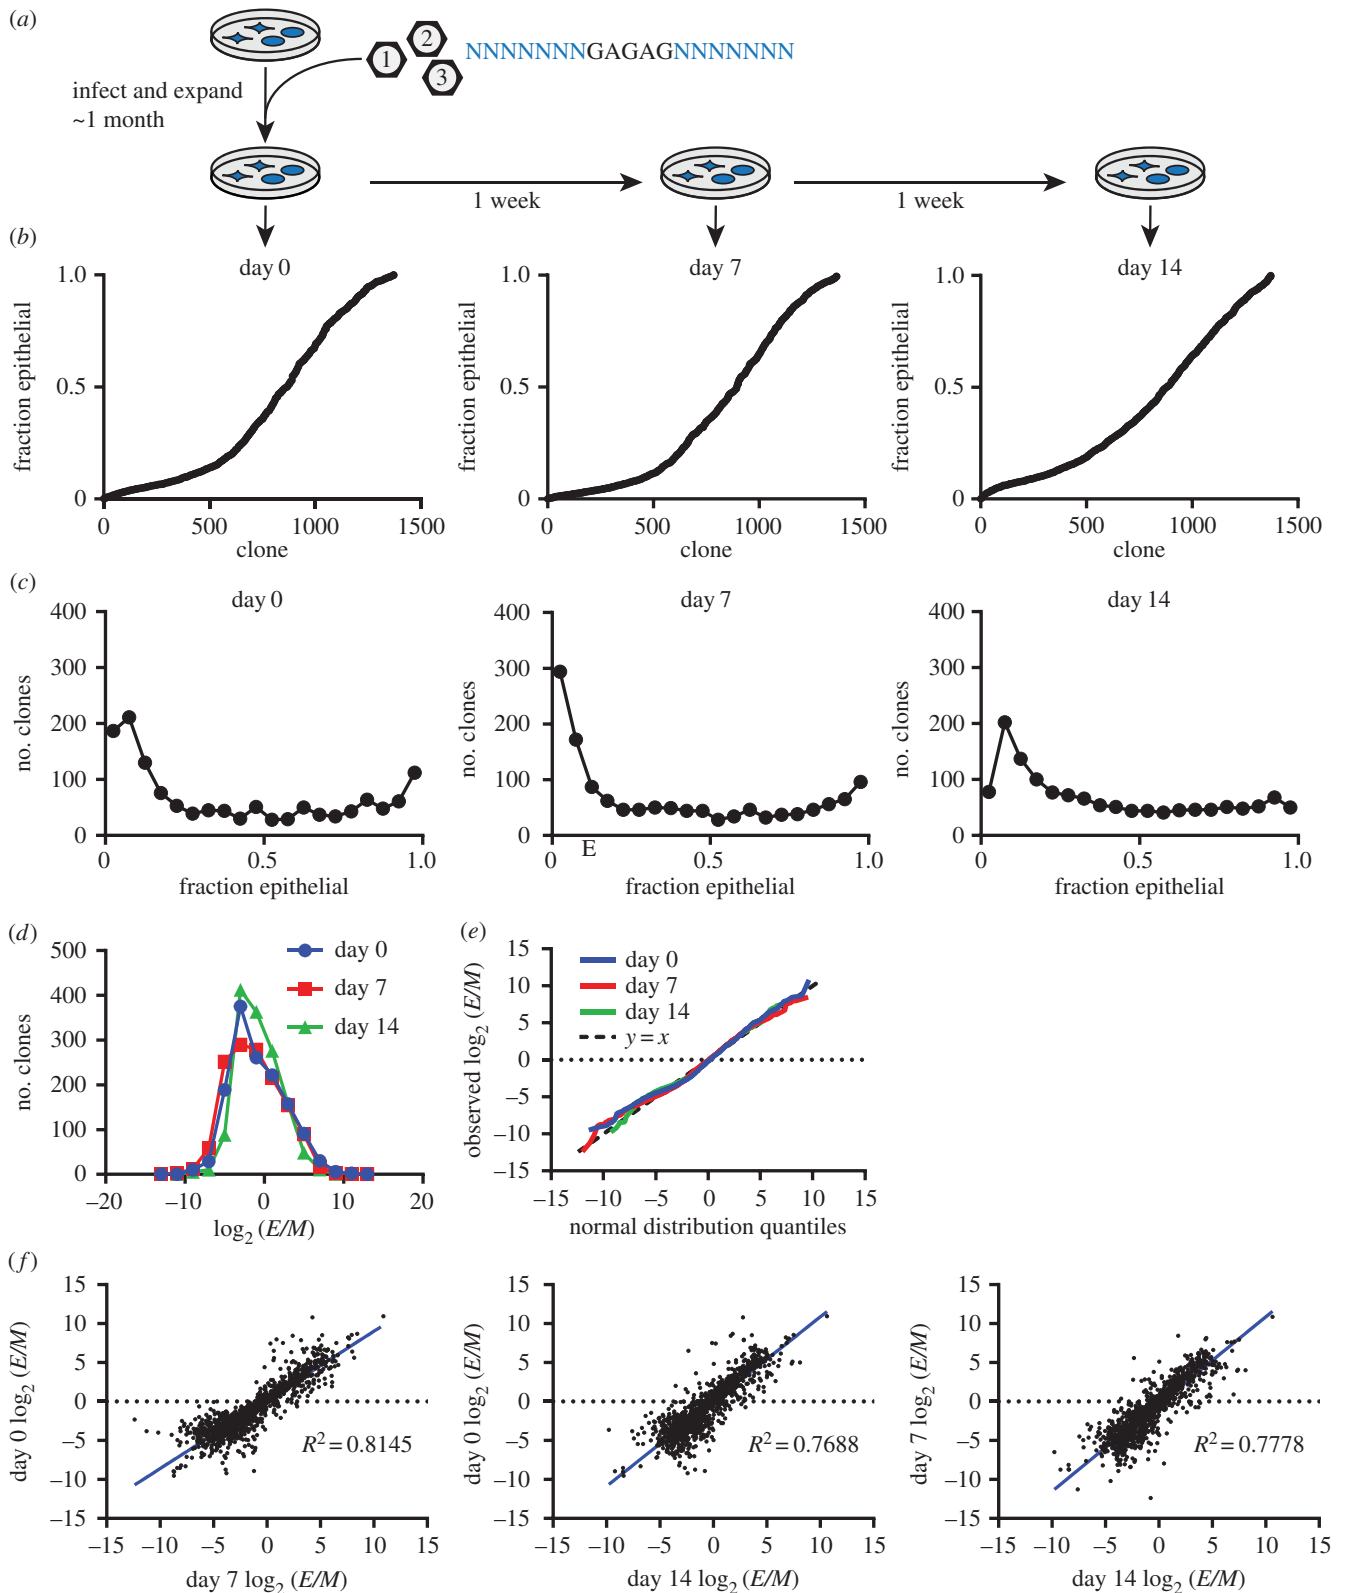 (a)
1
2
3
NNNNNNNGAGAGNNNNNNN
infect and expand
~1 month
1 week
1 week
(b)
day 0
day 7
day 14
fraction epithelial
1.0
0.5
0
0
500
1000
1500
clone
fraction epithelial
1.0
0.5
0
0
500
1000
1500
clone
fraction epithelial
1.0
0.5
0
0
500
1000
1500
clone
(c)
day 0
day 7
day 14
no. clones
400
300
200
100
0
0
0.5
1.0
fraction epithelial
no. clones
400
300
200
100
0
0
E
0.5
1.0
fraction epithelial
no. clones
400
300
200
100
0
0
0.5
1.0
fraction epithelial
(d)
no. clones
500
400
300
200
100
0
–20
–10
0
10
20
log2 (E/M)
day 0
day 7
day 14
(e)
observed log2 (E/M)
15
10
5
0
–5
–10
–15
–15
–10
–5
0
5
10
15
normal distribution quantiles
day 0
day 7
day 14
y = x
(f)
day 0 log2 (E/M)
15
10
5
0
–5
–10
–15
R2 = 0.8145
–15
–10
–5
0
5
10
15
day 7 log2 (E/M)
day 0 log2 (E/M)
15
10
5
0
–5
–10
–15
R2 = 0.7688
–15
–10
–5
0
5
10
15
day 14 log2 (E/M)
day 7 log2 (E/M)
15
10
5
0
–5
–10
–15
R2 = 0.7778
–15
–10
–5
0
5
10
15
day 14 log2 (E/M)